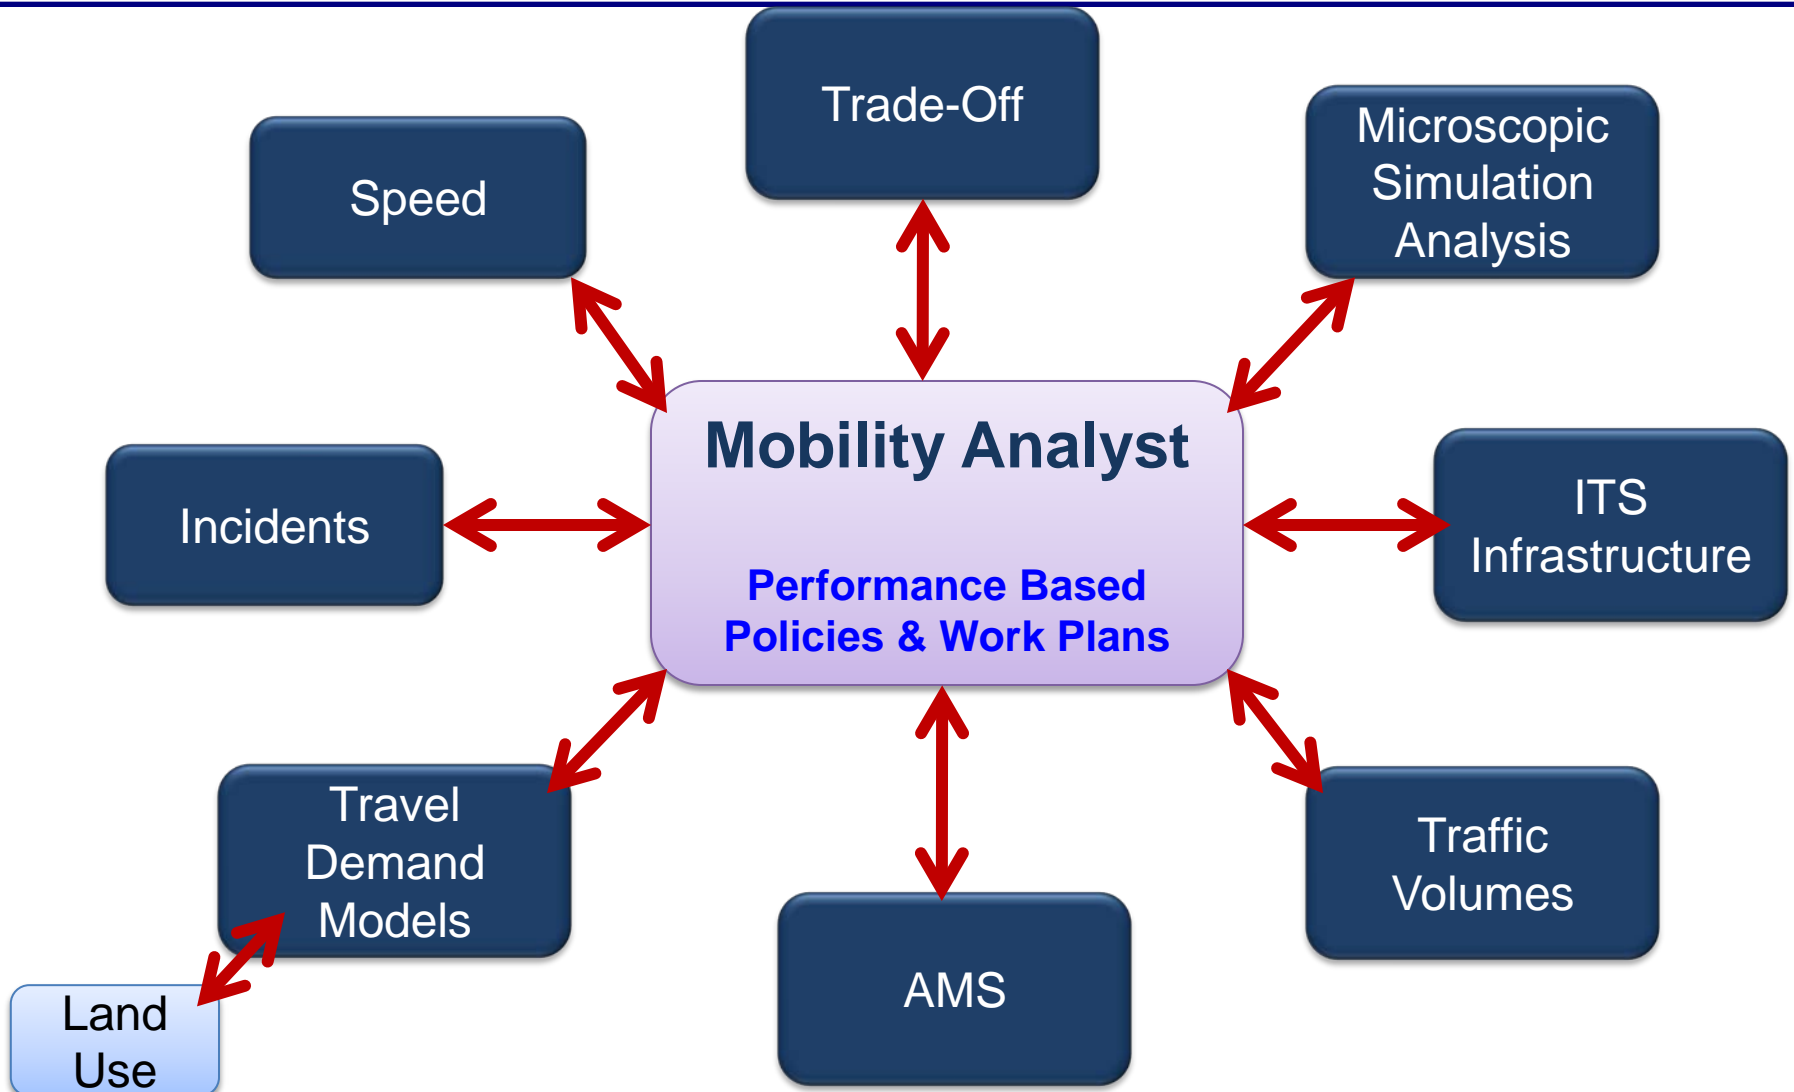 Trade-Off
Microscopic
Simulation
Analysis
Speed
Mobility Analyst
Performance Based
Policies & Work Plans
Incidents
ITS
Infrastructure
Travel
Demand
Models
Traffic
Volumes
AMS
Land
Use